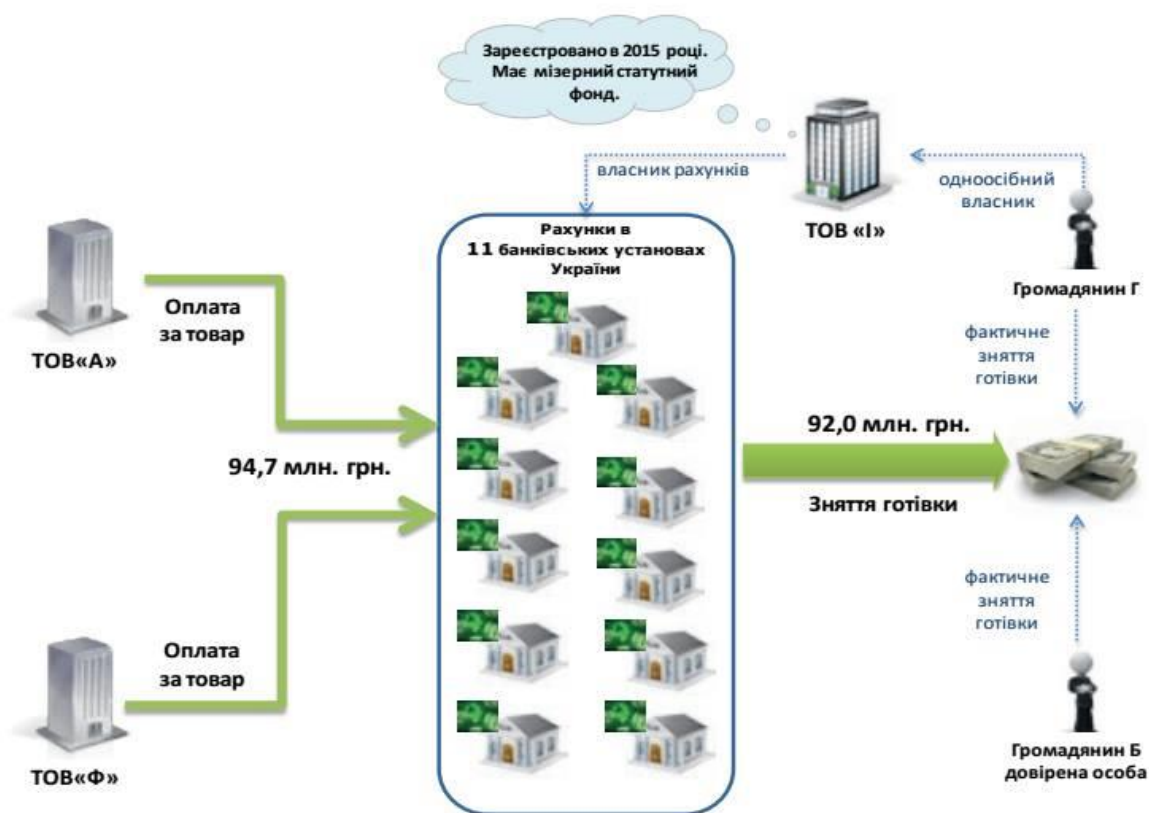 Зареєстровано в 2015 році.
Має мізерний статутний
фонд.
власник рахунків
одноосібний
власник
ТОВ «І»
Рахунки в
11 банківських установах
України
Громадянин Г
Оплата
за товар
ТОВ«А»
фактичне
зняття
готівки
94,7 млн. грн.
92,0 млн. грн.
Зняття готівки
фактичне
зняття
готівки
Оплата
за товар
ТОВ«Ф»
Громадянин Б
довірена особа